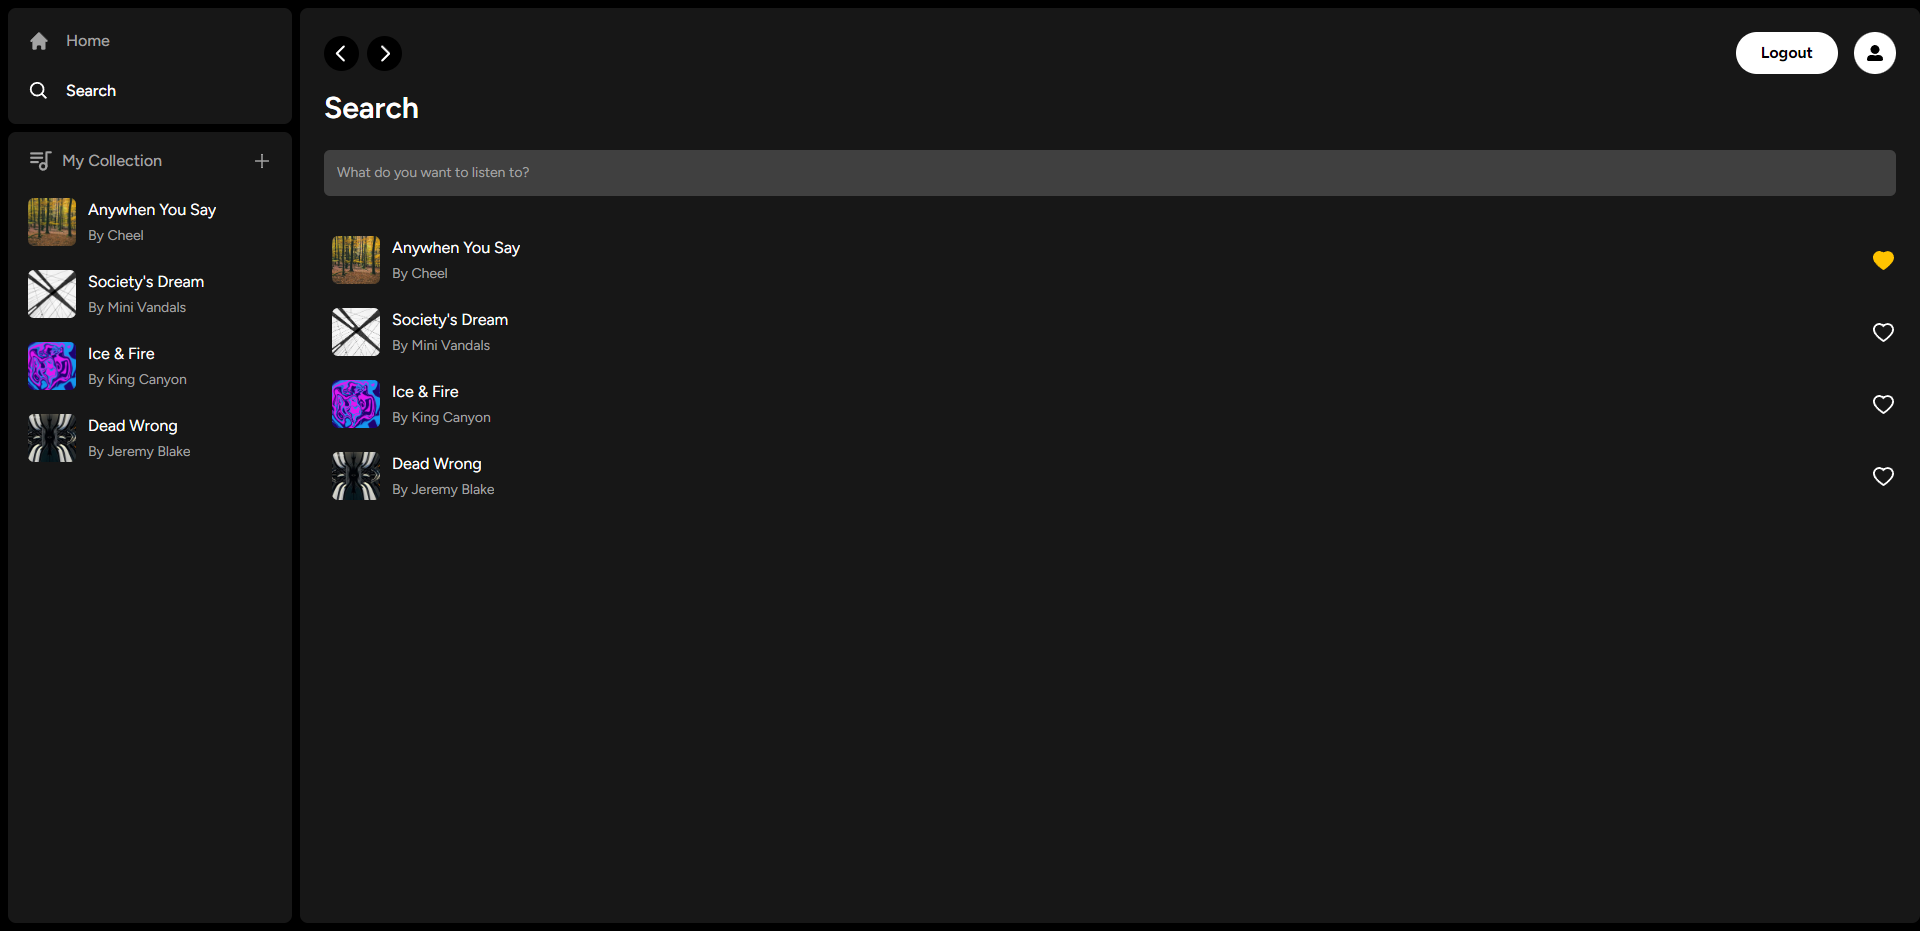 Home
Search
My Collection
Anywhen You Say
By Cheel
Society's Dream
By Mini Vandals
Ice & Fire
By King Canyon
Dead Wrong
By Jeremy Blake
Logout
Search
What do you want to listen to?
Anywhen You Say
By Cheel
Society's Dream
By Mini Vandals
Ice & Fire
By King Canyon
Dead Wrong
By Jeremy Blake